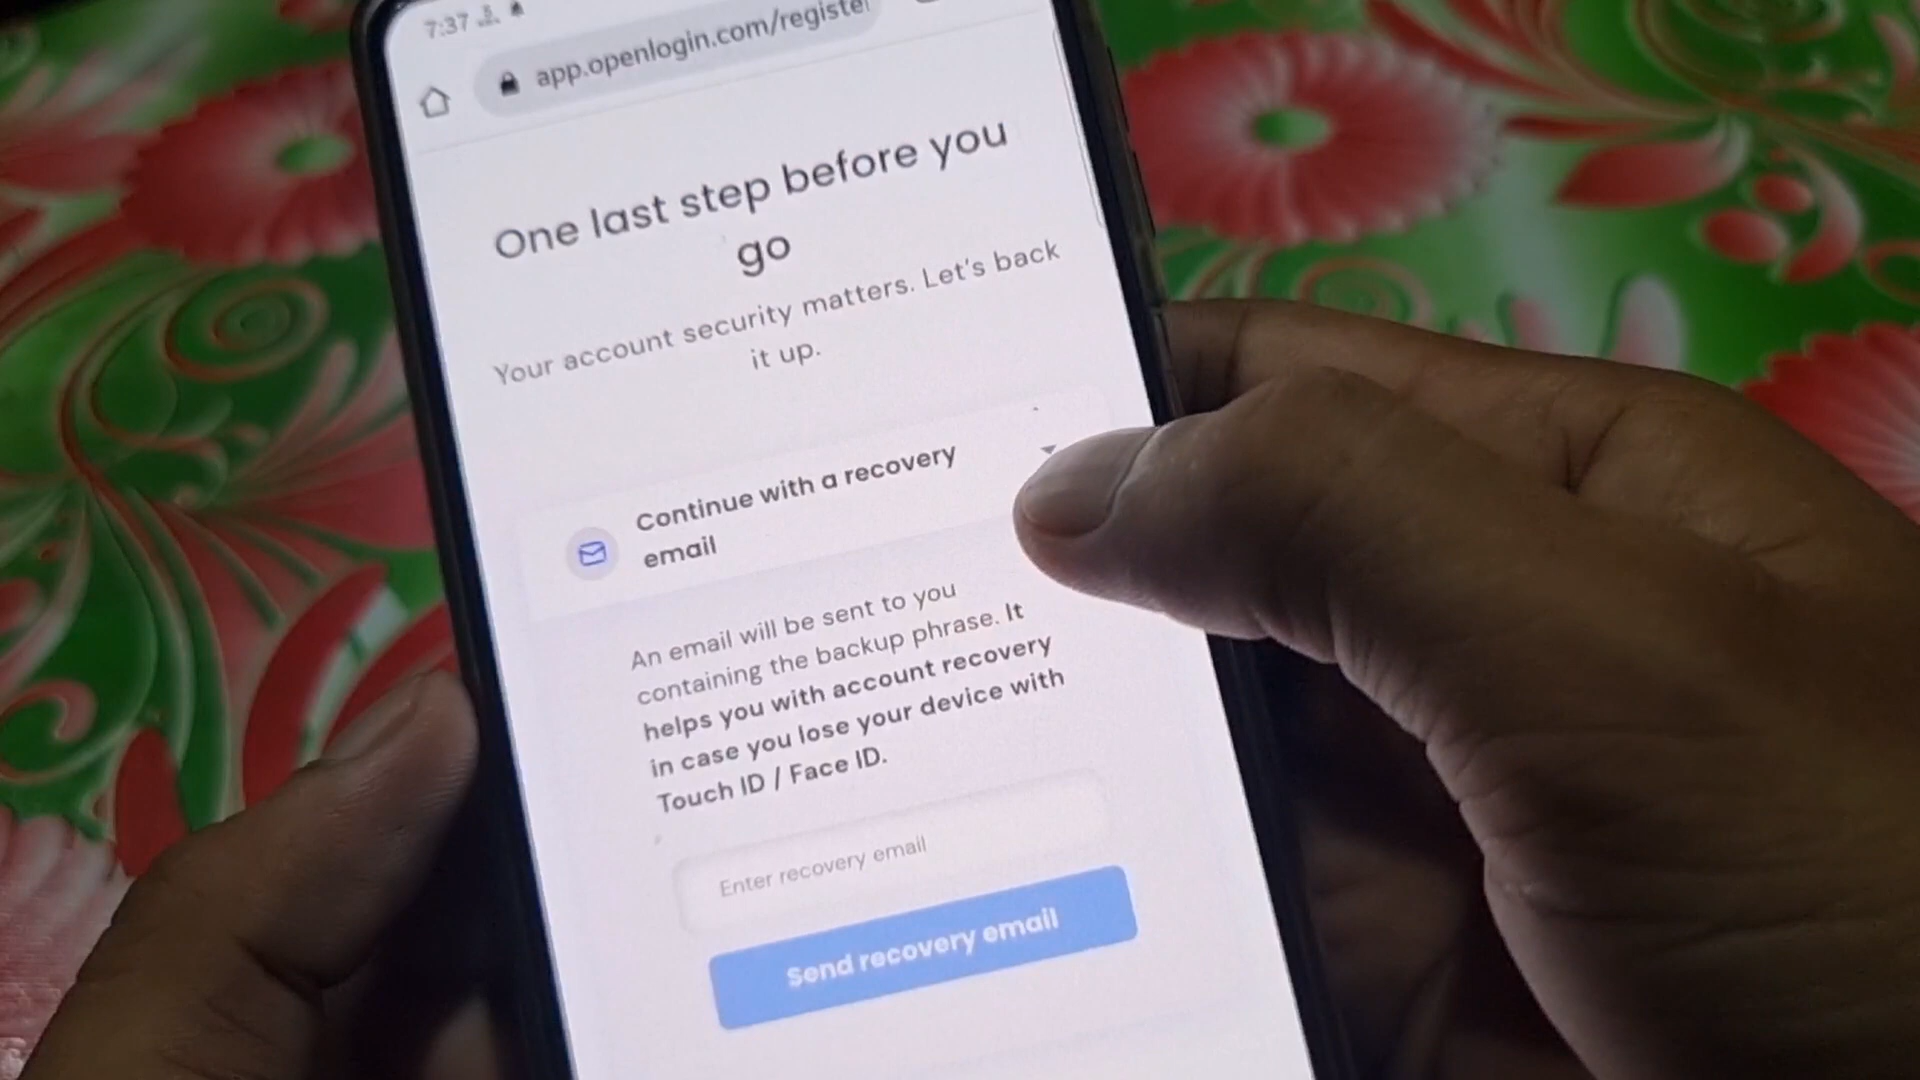 7:37
app.openlogin.com/register
One last step before you
go
Your account security matters. Let's back
it up.
Continue with a recovery
email
An email will be sent to you
containing the backup phrase. It
helps you with account recovery
in case you lose your device with
Touch ID / Face ID.
Enter recovery email
Send recovery email